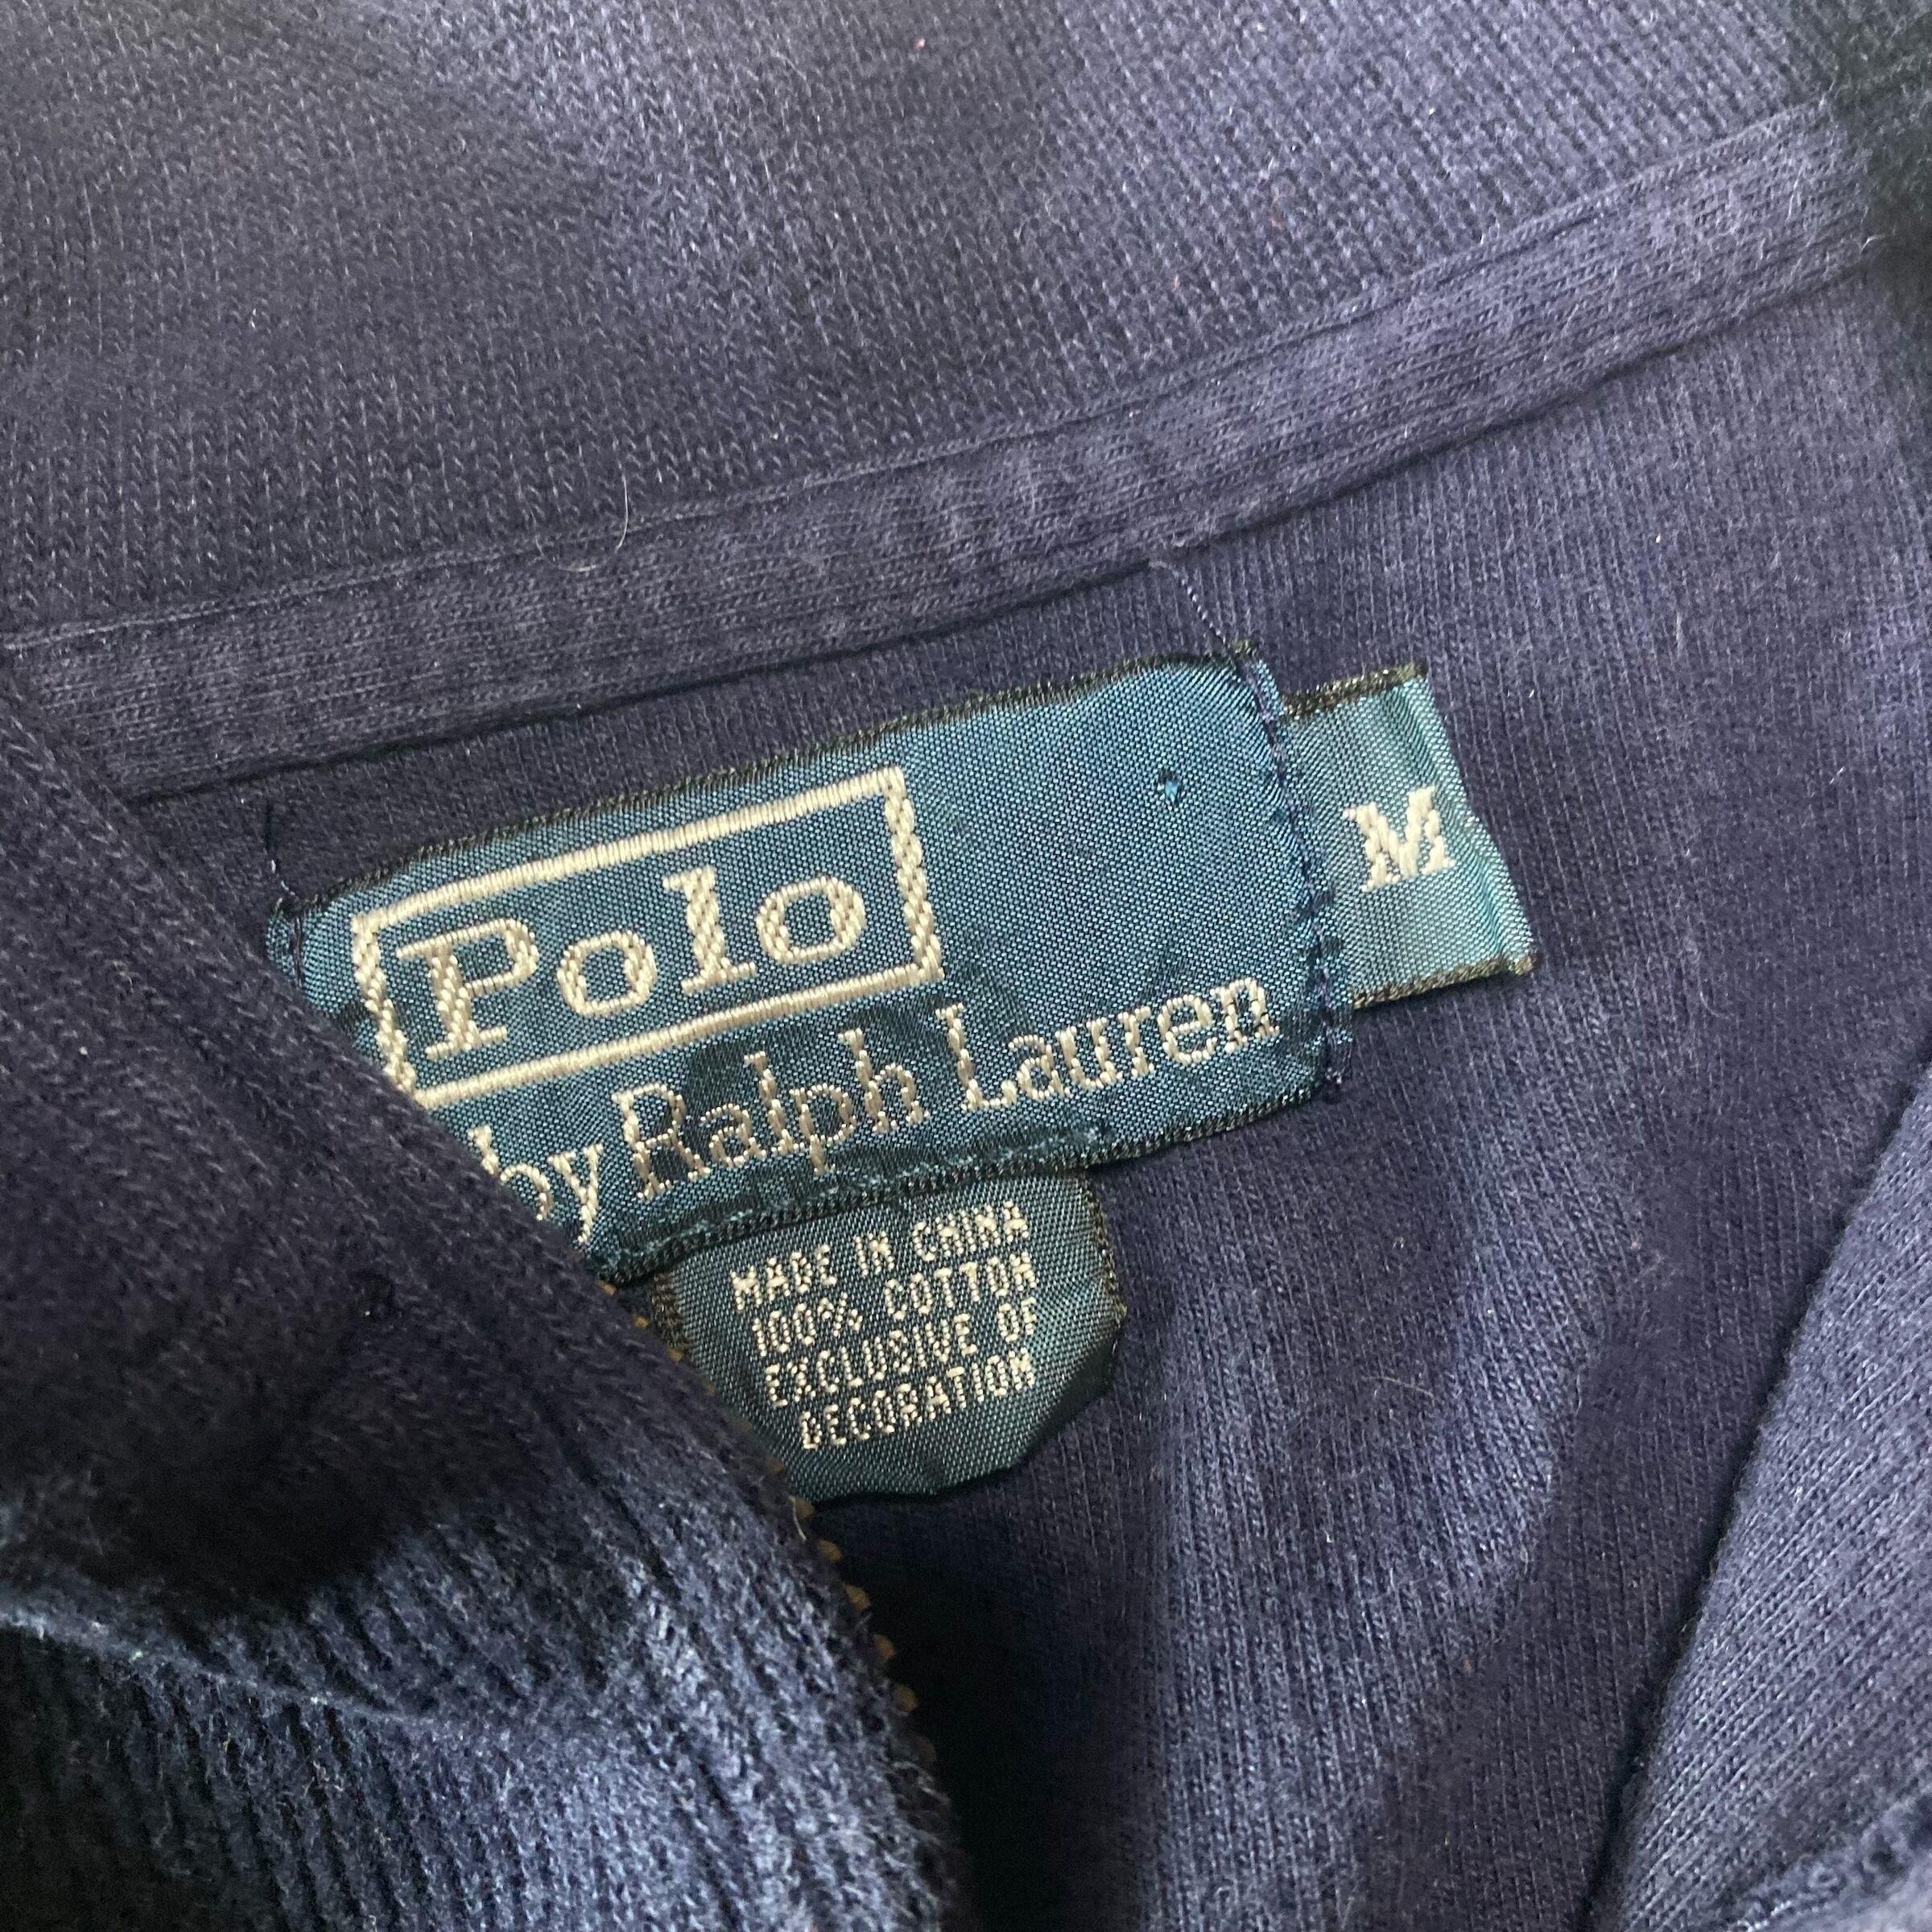 Polo
by Ralph Lauren
M
MADE IN CHINA
100% COTTON
EXCLUSIVE OF
DECORATION